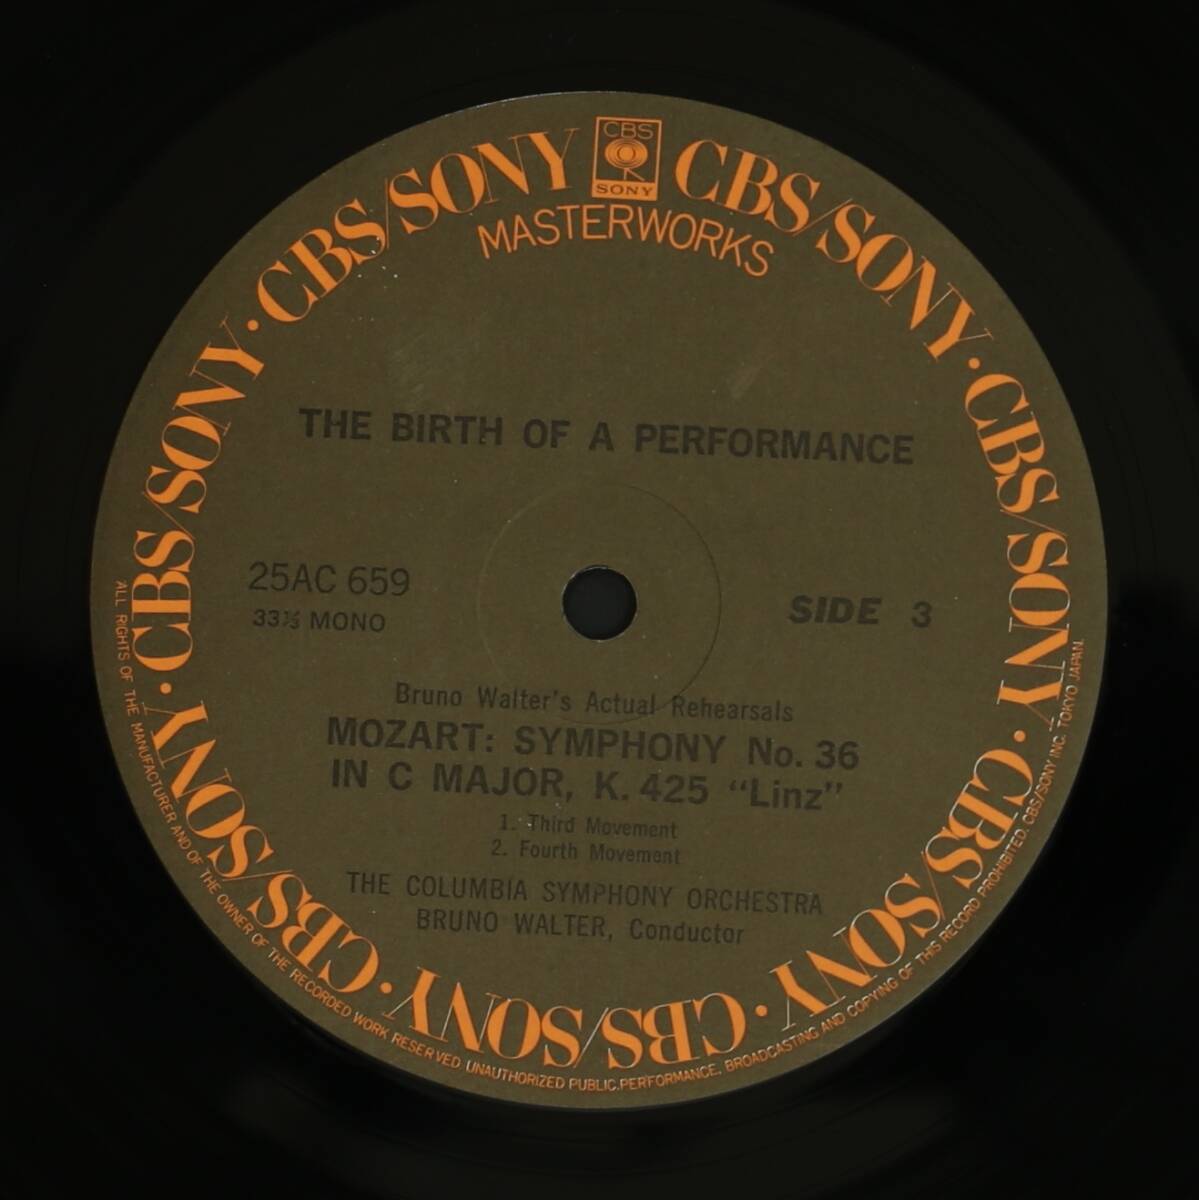 CBS/SONY · CBS/SONY · CBS/SONY · CBS/SONY · CBS/SONY · CBS/SONY · CBS/SONY · CBS/SONY
CBS
SONY
MASTERWORKS
THE BIRTH OF A PERFORMANCE
25AC 659
33⅓ MONO
SIDE 3
Bruno Walter's Actual Rehearsals
MOZART: SYMPHONY No. 36
IN C MAJOR, K. 425 “Linz”
1. Third Movement
2. Fourth Movement
THE COLUMBIA SYMPHONY ORCHESTRA
BRUNO WALTER, Conductor
ALL RIGHTS OF THE MANUFACTURER AND OF THE OWNER OF THE RECORDED WORK RESERVED. UNAUTHORIZED PUBLIC PERFORMANCE, BROADCASTING AND COPYING OF THIS RECORD PROHIBITED. CBS/SONY INC. TOKYO JAPAN.